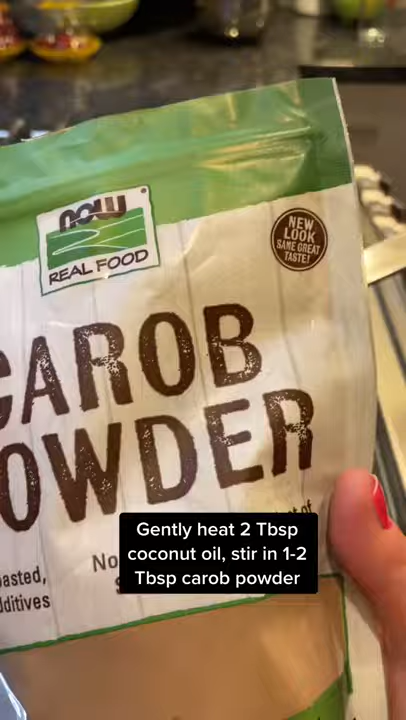 NOW
REAL FOOD
NEW
LOOK
SAME GREAT
TASTE!
CAROB
POWDER
No
Gently heat 2 Tbsp
coconut oil, stir in 1-2
Tbsp carob powder